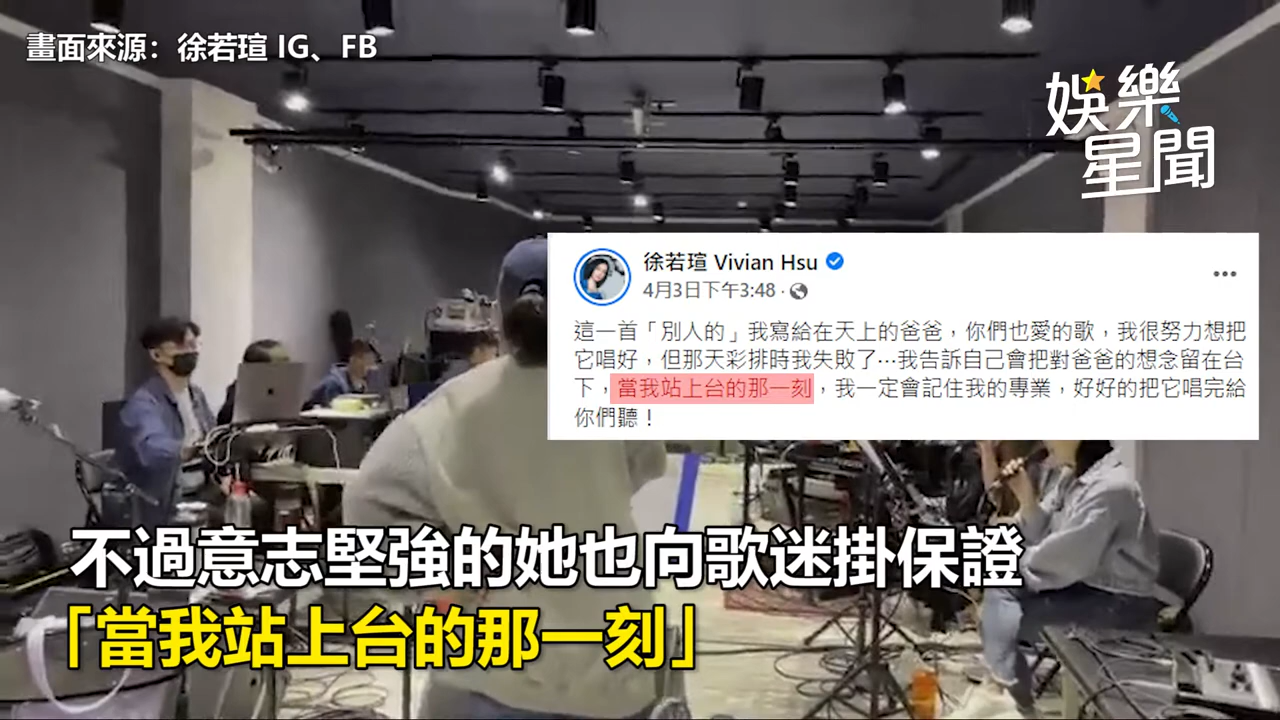 畫面來源：徐若瑄 IG、FB
娛樂
星聞
徐若瑄 Vivian Hsu
4月3日下午3:48
這一首「別人的」我寫給在天上的爸爸，你們也愛的歌，我很努力想把
它唱好，但那天彩排時我失敗了…我告訴自己會把對爸爸的想念留在台
下，當我站上台的那一刻，我一定會記住我的專業，好好的把它唱完給
你們聽！
不過意志堅強的她也向歌迷掛保證
「當我站上台的那一刻」